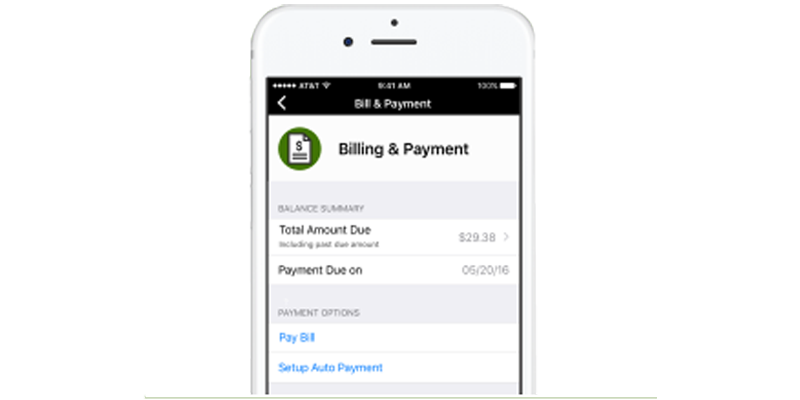 AT&T 9:41 AM 100%
Bill & Payment
$
Billing & Payment
BALANCE SUMMARY
Total Amount Due
Including past due amount
$29.38
Payment Due on 05/20/16
PAYMENT OPTIONS
Pay Bill
Setup Auto Payment